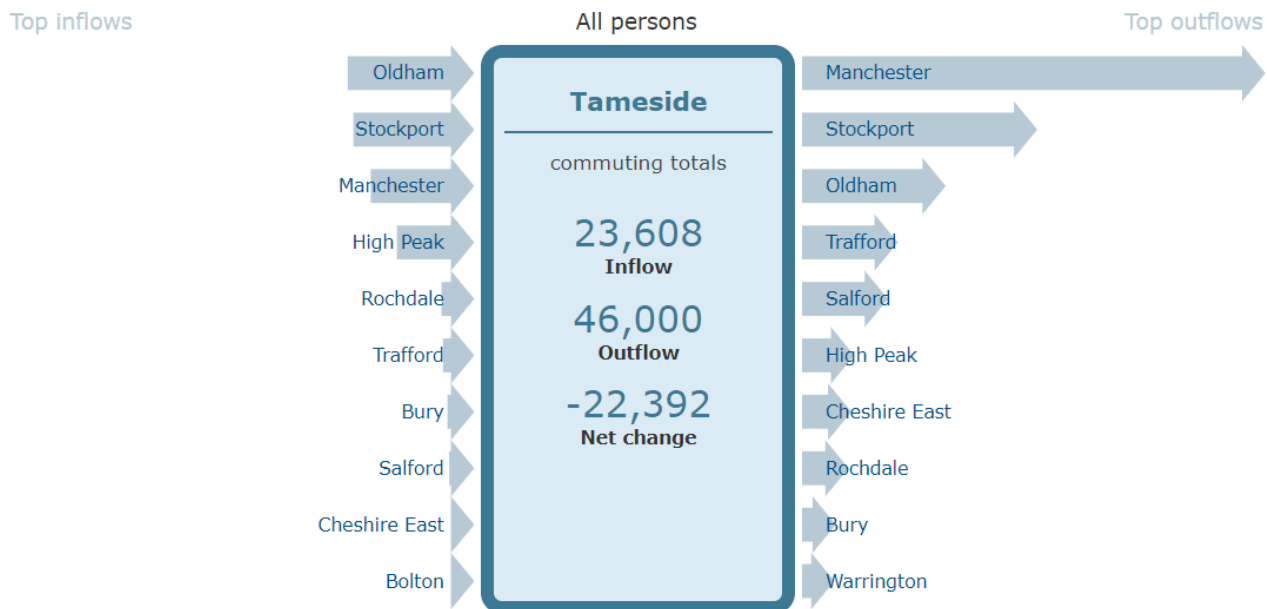 Top inflows
All persons
Top outflows
Oldham
Stockport
Manchester
High Peak
Rochdale
Trafford
Bury
Salford
Cheshire East
Bolton
Tameside
commuting totals
23,608
Inflow
46,000
Outflow
-22,392
Net change
Manchester
Stockport
Oldham
Trafford
Salford
High Peak
Cheshire East
Rochdale
Bury
Warrington